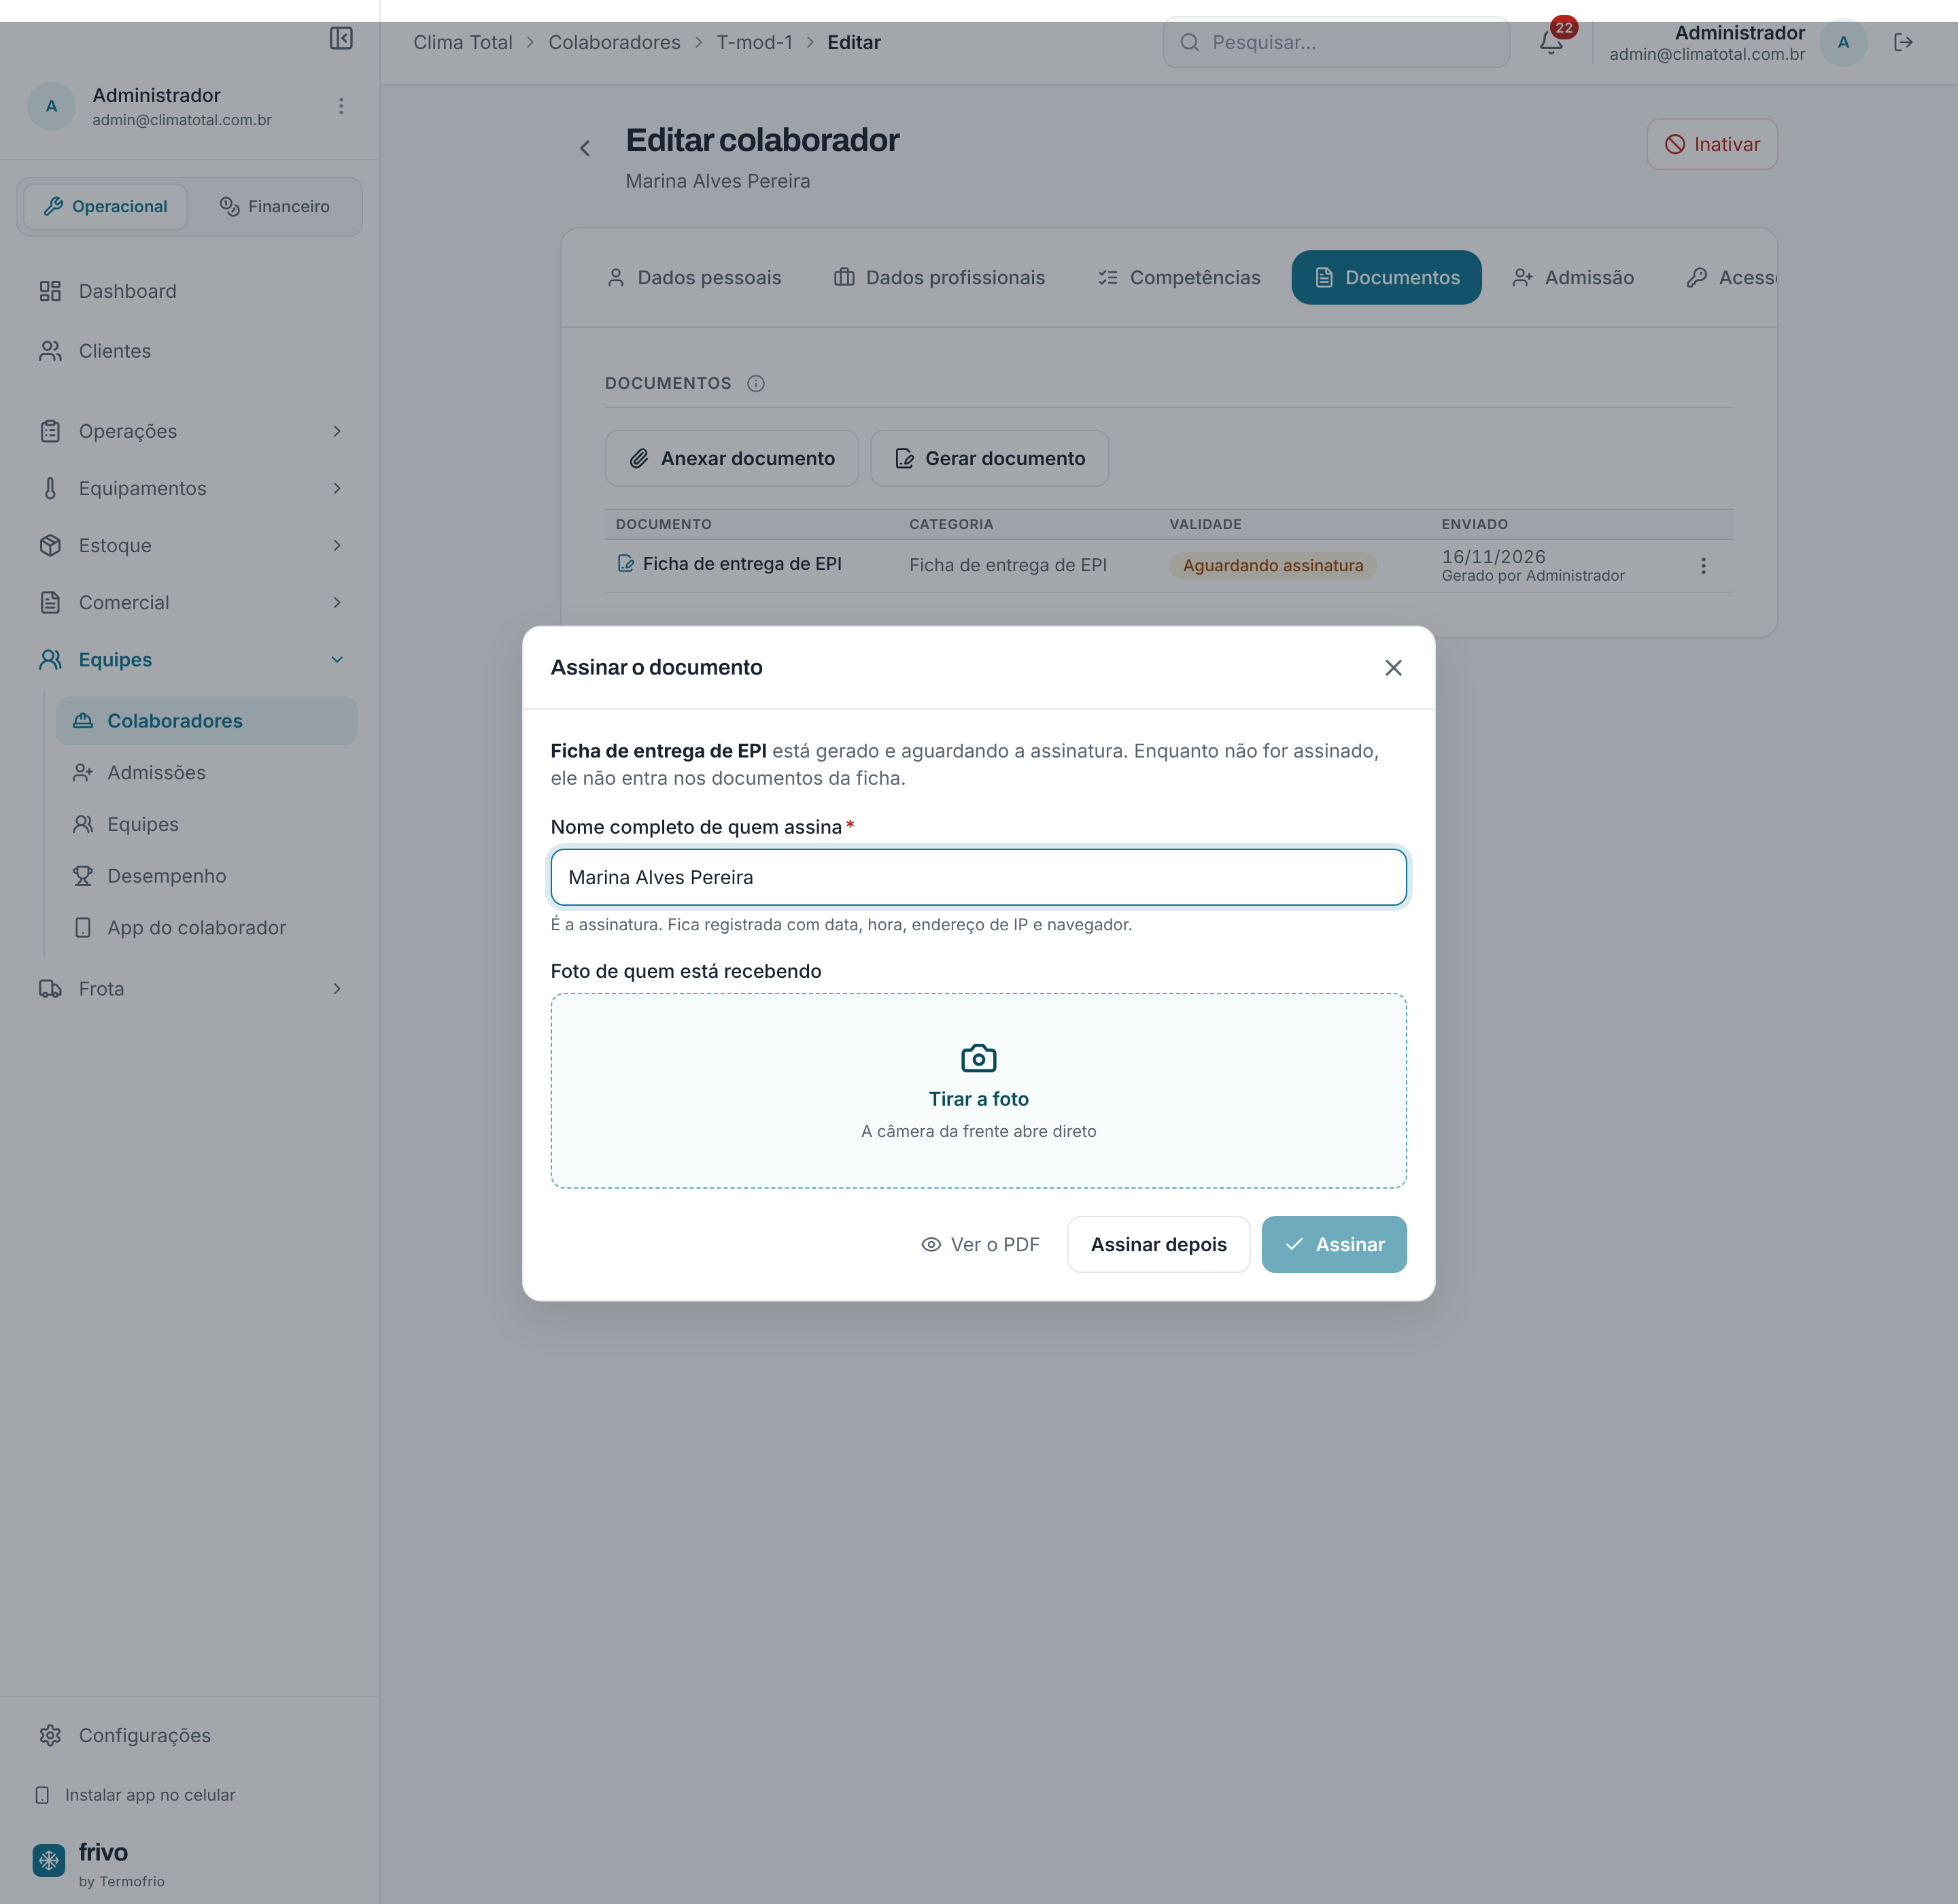 Clima Total > Colaboradores > T-mod-1 > Editar
Pesquisar...
22
Administrador
admin@climatotal.com.br
A
A
Administrador
admin@climatotal.com.br
Operacional
Financeiro
Dashboard
Clientes
Operações
Equipamentos
Estoque
Comercial
Equipes
Colaboradores
Admissões
Equipes
Desempenho
App do colaborador
Frota
Configurações
Instalar app no celular
frivo
by Termofrio
Editar colaborador
Marina Alves Pereira
Inativar
Dados pessoais
Dados profissionais
Competências
Documentos
Admissão
Acess
DOCUMENTOS
Anexar documento
Gerar documento
DOCUMENTO CATEGORIA VALIDADE ENVIADO
Ficha de entrega de EPI Ficha de entrega de EPI Aguardando assinatura 16/11/2026
Gerado por Administrador
Assinar o documento
Ficha de entrega de EPI está gerado e aguardando a assinatura. Enquanto não for assinado,
ele não entra nos documentos da ficha.
Nome completo de quem assina*
Marina Alves Pereira
É a assinatura. Fica registrada com data, hora, endereço de IP e navegador.
Foto de quem está recebendo
Tirar a foto
A câmera da frente abre direto
Ver o PDF
Assinar depois
Assinar